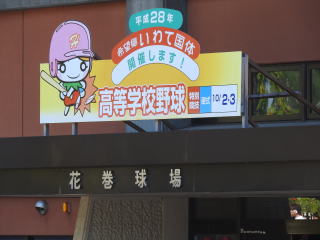 平成28年
希望郷いわて国体
開催します!
高等学校野球
特別
競技
硬式
10/2・3
花巻球場